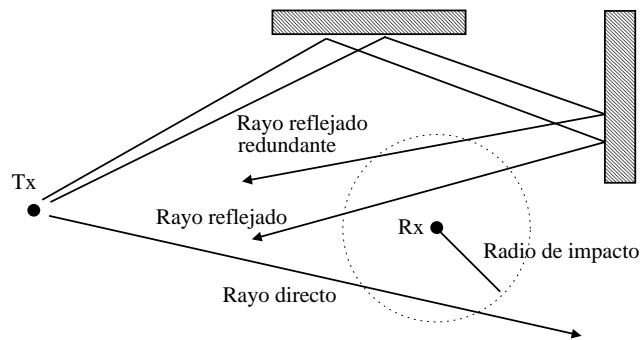 Rayo reflejado
redundante
Tx
Rayo reflejado
Rx
Radio de impacto
Rayo directo